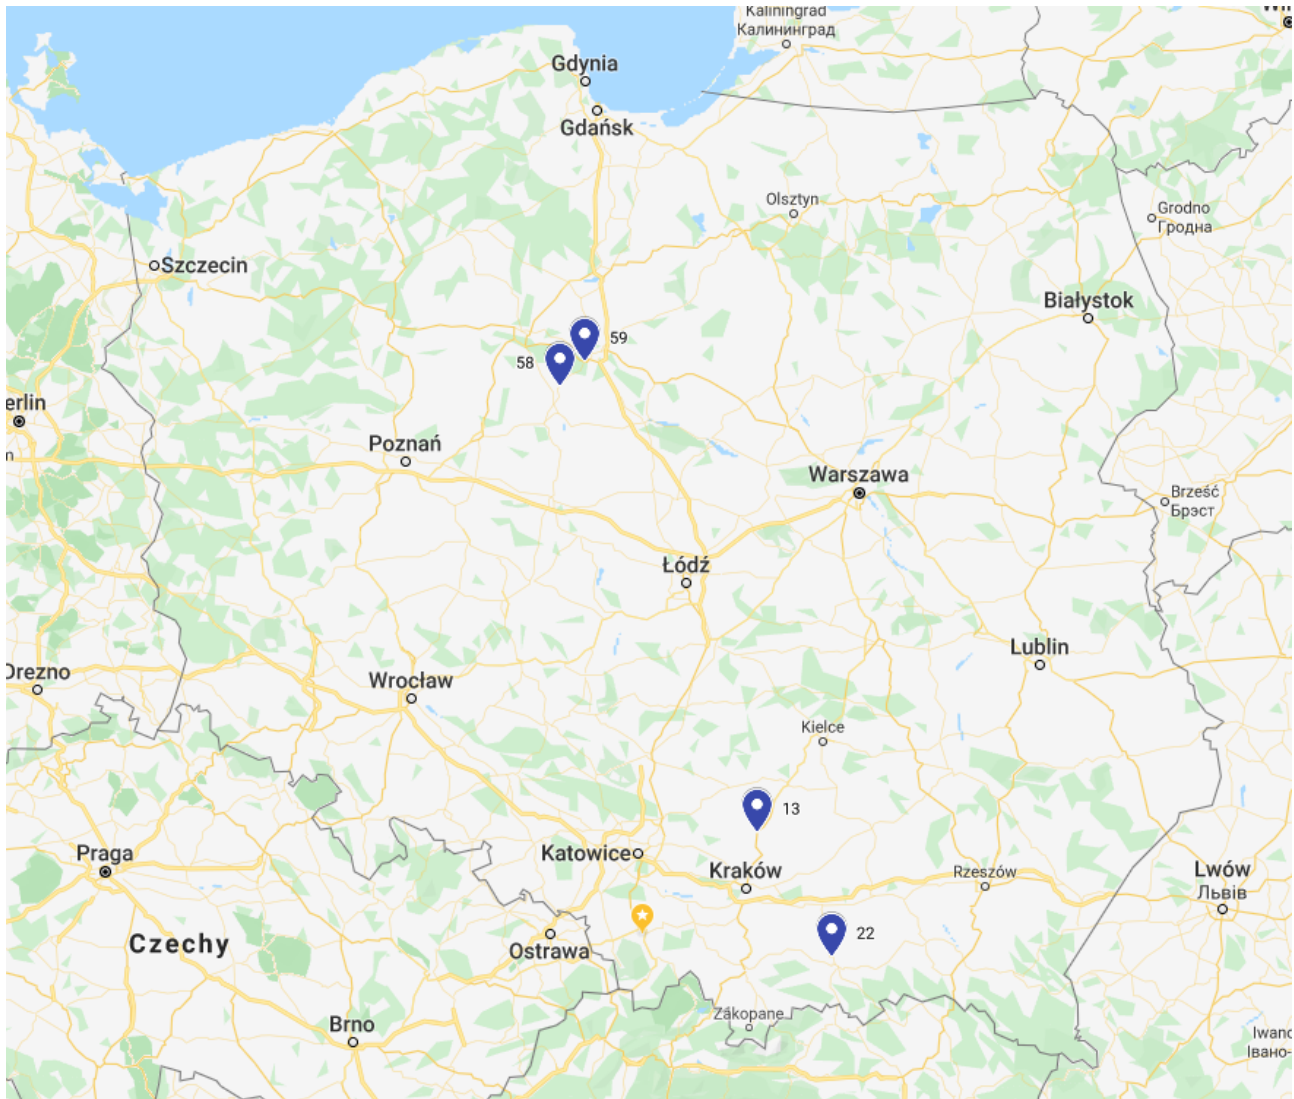 Kaliningrad
Калининград
Gdynia
Gdańsk
Olsztyn
Grodno
Гродна
Szczecin
Białystok
59
58
erlin
Poznań
Warszawa
Brześć
Брэст
Łódź
Lublin
Drezno
Wrocław
Kielce
13
Katowice
Praga
Kraków
Rzeszów
Lwów
Львів
22
Czechy
Ostrawa
Zákopane
Brno
Iwano
Івано-